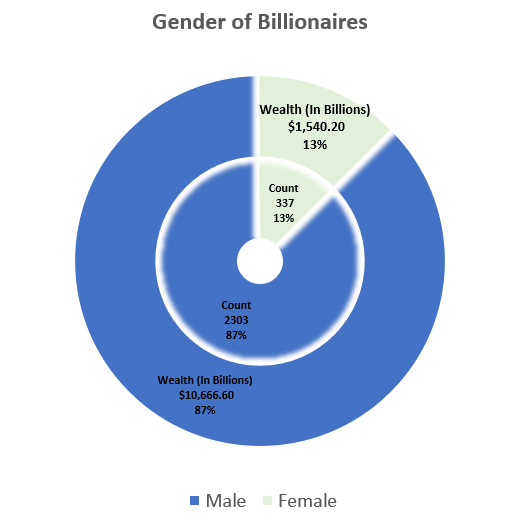 Gender of Billionaires
Wealth (In Billions)
$1,540.20
13%
Count
337
13%
Count
2303
87%
Wealth (In Billions)
$10,666.60
87%
Male Female